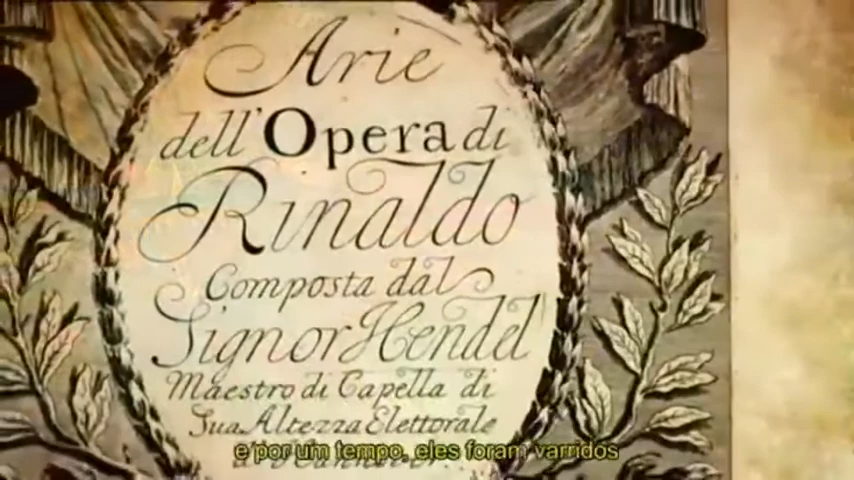 Arie
dell'Opera di
Rinaldo
Composta dal
Signor Hendel
Maestro di Capella di
Sua Altezza Elettorale
e por um tempo, eles foram varridos